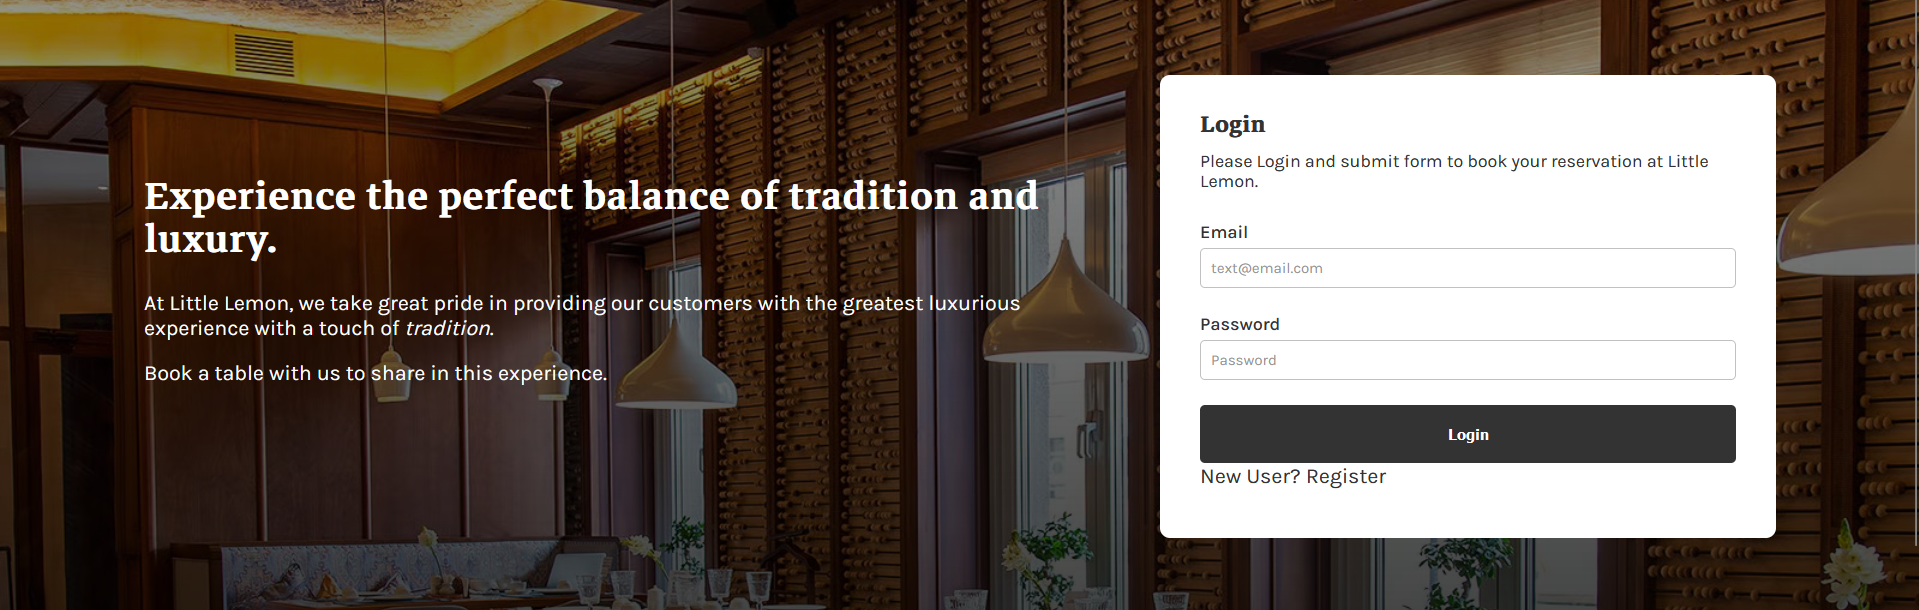 Experience the perfect balance of tradition and
luxury.
At Little Lemon, we take great pride in providing our customers with the greatest luxurious
experience with a touch of tradition.
Book a table with us to share in this experience.
Login
Please Login and submit form to book your reservation at Little
Lemon.
Email
text@email.com
Password
Password
Login
New User? Register